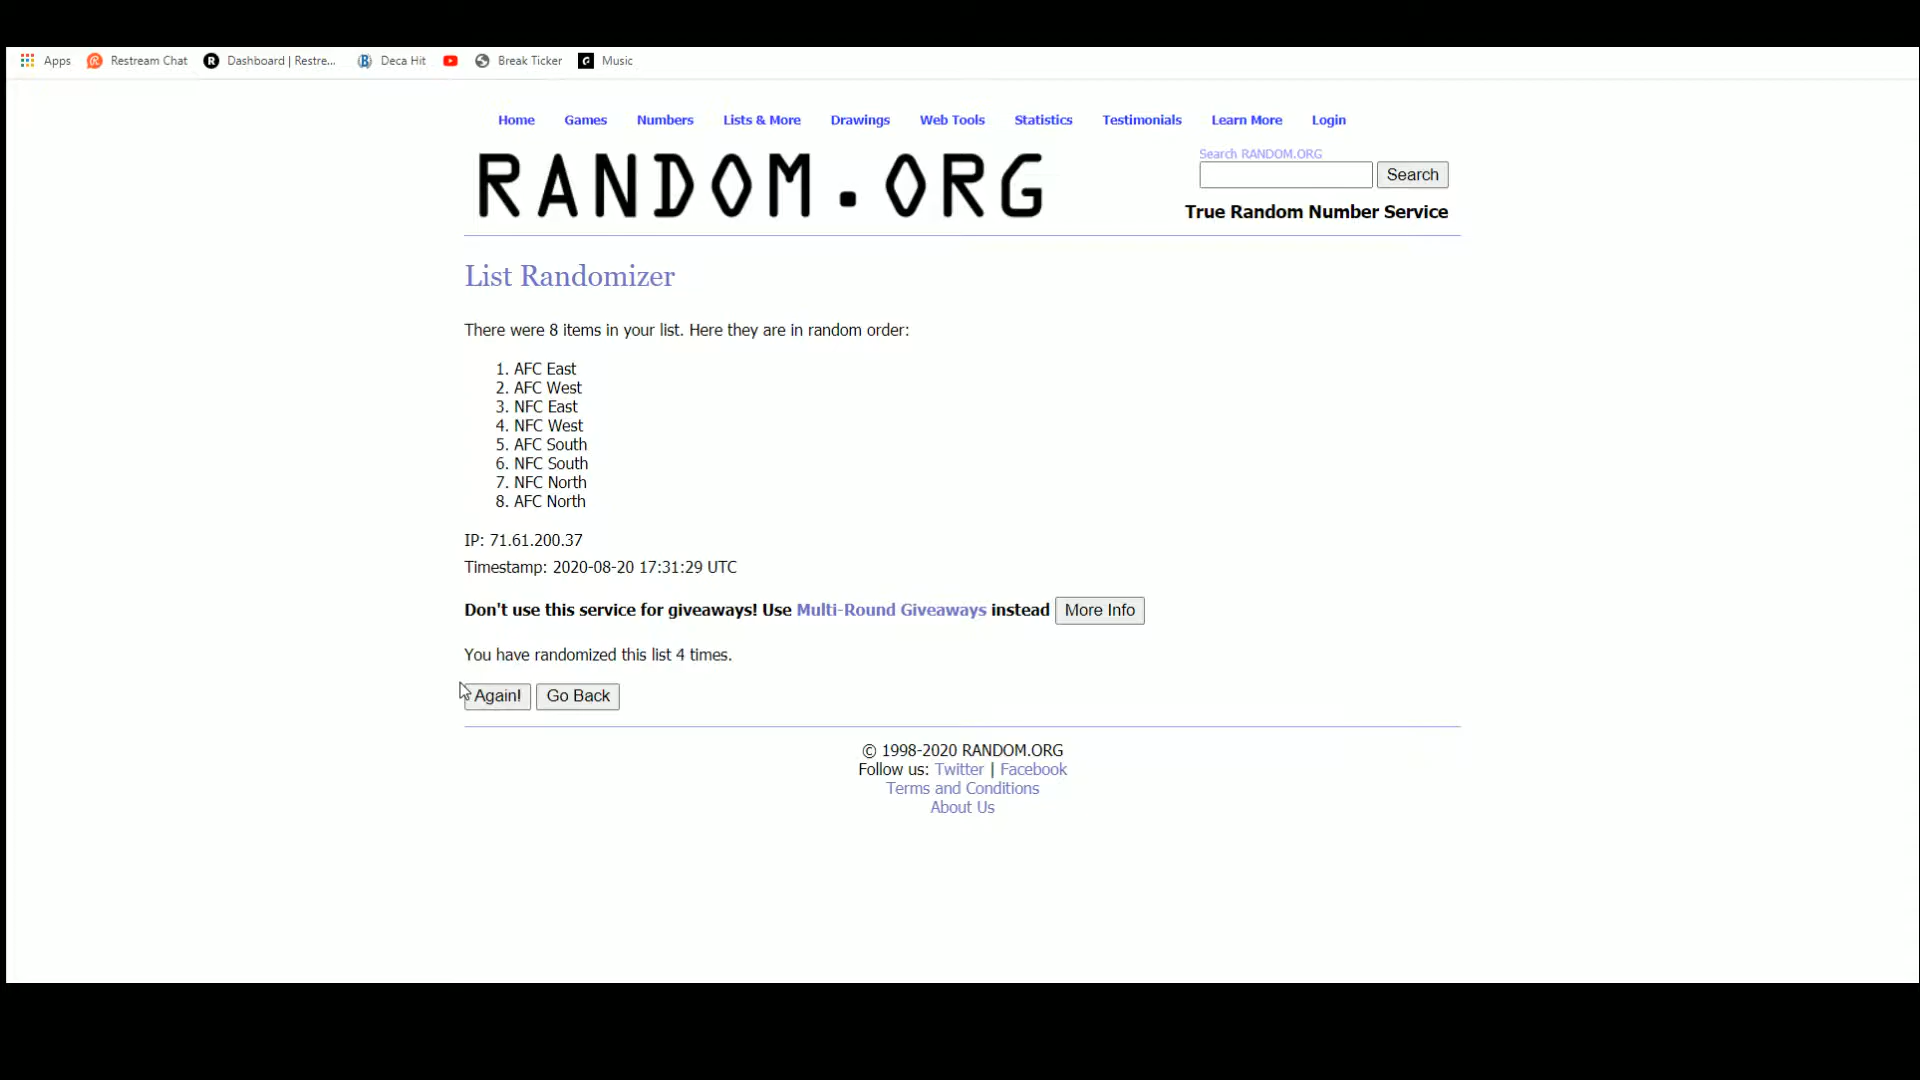 Apps Restream Chat Dashboard | Restre... Deca Hit Break Ticker Music
Home Games Numbers Lists & More Drawings Web Tools Statistics Testimonials Learn More Login
RANDOM.ORG
Search RANDOM.ORG
Search
True Random Number Service
List Randomizer
There were 8 items in your list. Here they are in random order:
1. AFC East
2. AFC West
3. NFC East
4. NFC West
5. AFC South
6. NFC South
7. NFC North
8. AFC North
IP: 71.61.200.37
Timestamp: 2020-08-20 17:31:29 UTC
Don't use this service for giveaways! Use Multi-Round Giveaways instead More Info
You have randomized this list 4 times.
Again! Go Back
© 1998-2020 RANDOM.ORG
Follow us: Twitter | Facebook
Terms and Conditions
About Us